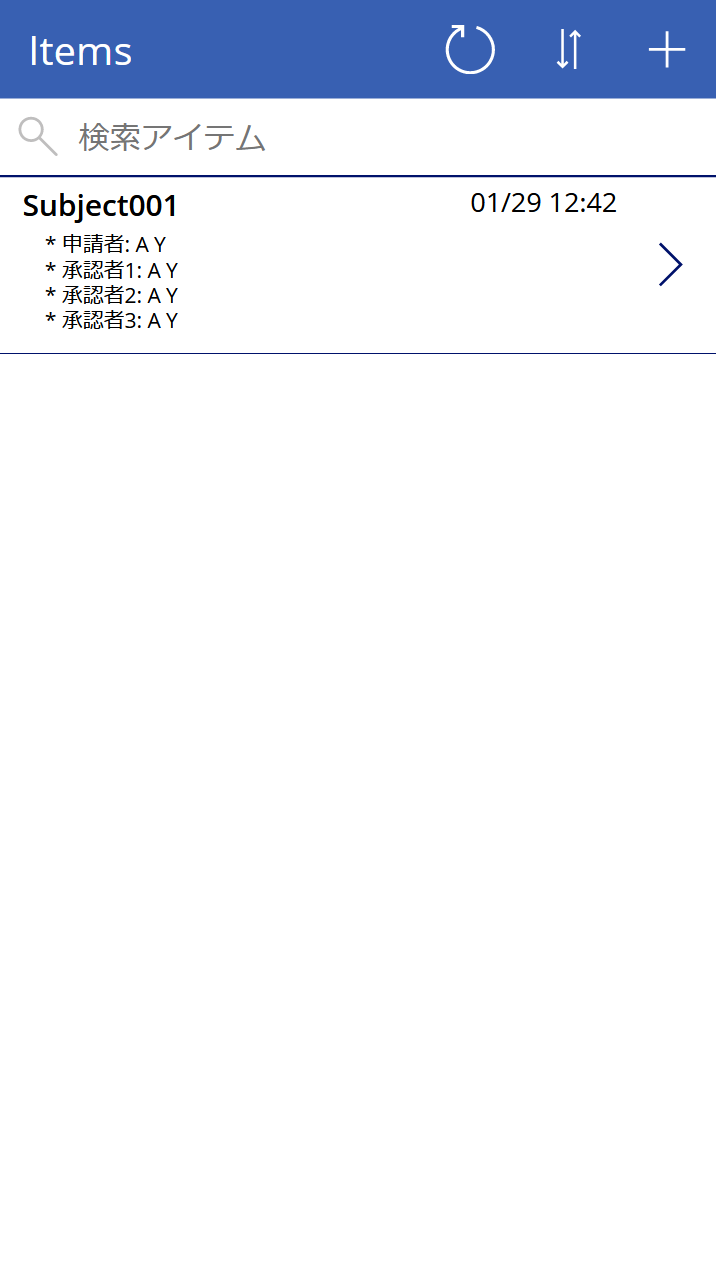 Items
検索アイテム
Subject001
01/29 12:42
* 申請者: A Y
* 承認者1: A Y
* 承認者2: A Y
* 承認者3: A Y